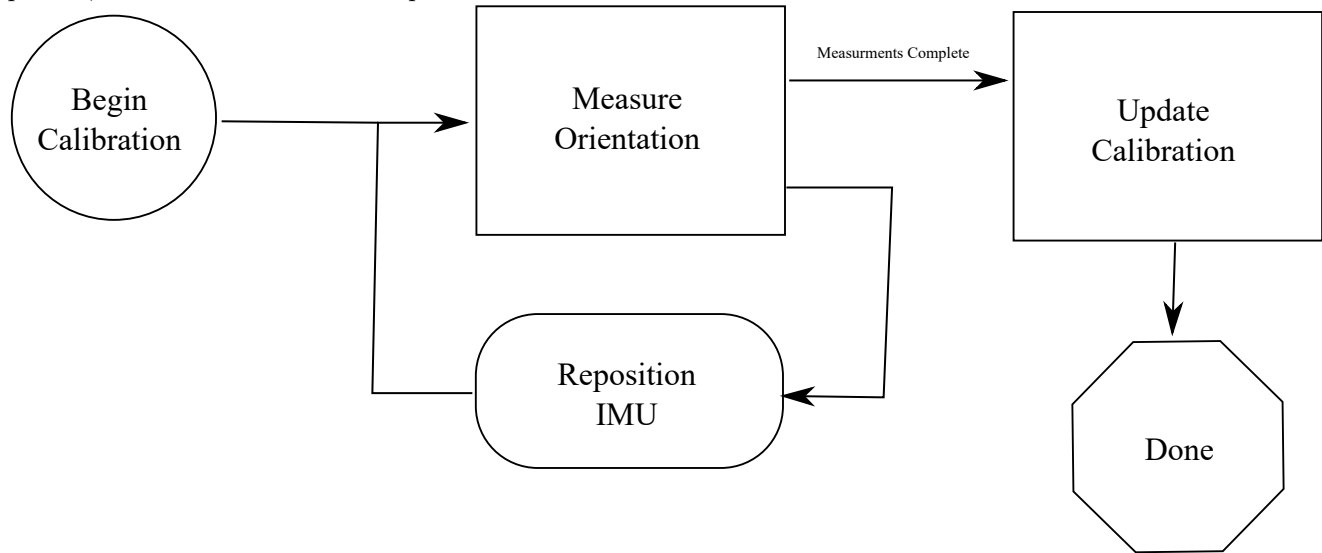 Begin
Calibration
Measure
Orientation
Measurments Complete
Update
Calibration
Reposition
IMU
Done